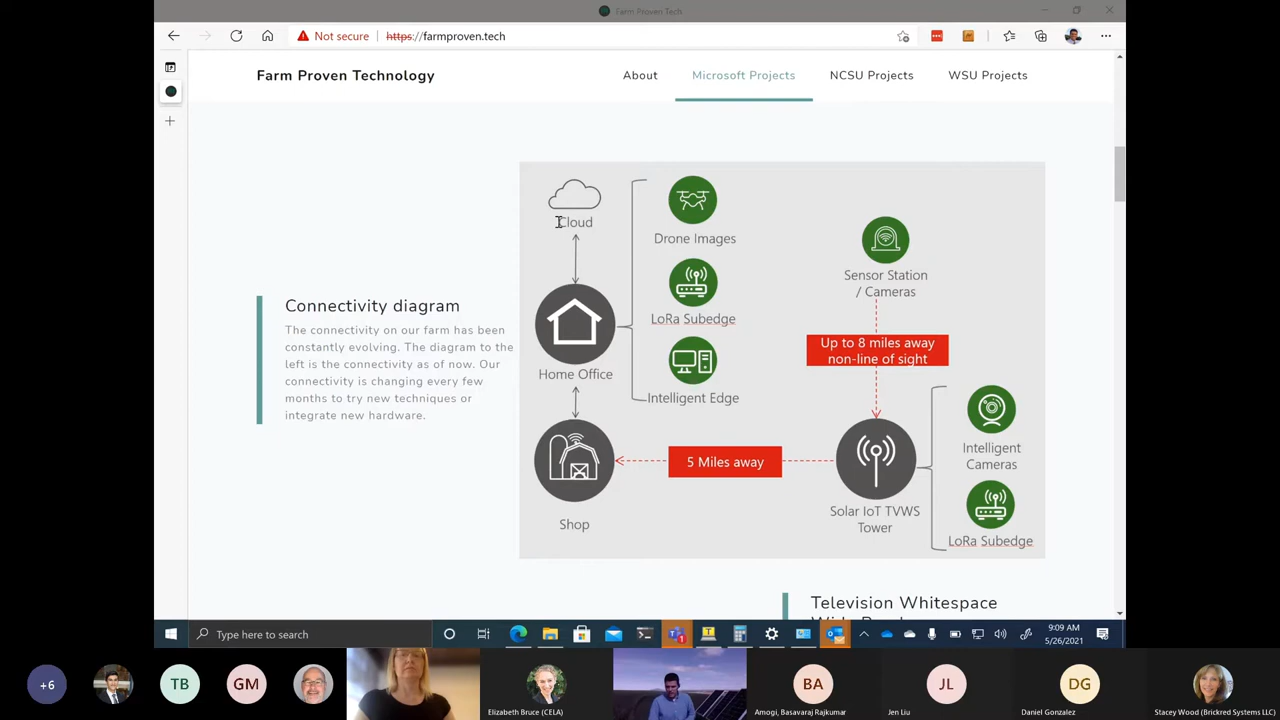 Farm Proven Tech
Not secure
https://farmproven.tech
Farm Proven Technology
About
Microsoft Projects
NCSU Projects
WSU Projects
Connectivity diagram
The connectivity on our farm has been
constantly evolving. The diagram to the
left is the connectivity as of now. Our
connectivity is changing every few
months to try new techniques or
integrate new hardware.
Cloud
Drone Images
LoRa Subedge
Intelligent Edge
Home Office
Shop
5 Miles away
Sensor Station
/ Cameras
Up to 8 miles away
non-line of sight
Solar IoT TVWS
Tower
Intelligent
Cameras
LoRa Subedge
Television Whitespace
Type here to search
9:09 AM
5/26/2021
+6
TB
GM
Elizabeth Bruce (CELA)
BA
Amogi, Basavaraj Rajkumar
JL
Jen Liu
DG
Daniel Gonzalez
Stacey Wood (Brickred Systems LLC)